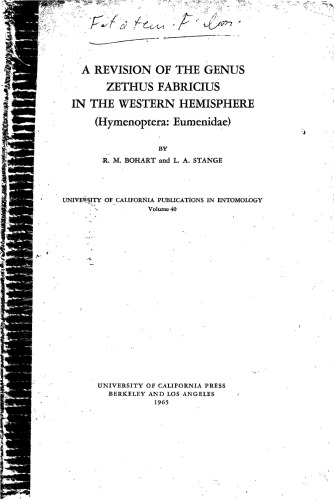 A REVISION OF THE GENUS
ZETHUS FABRICIUS
IN THE WESTERN HEMISPHERE
(Hymenoptera: Eumenidae)
BY
R. M. BOHART and L. A. STANGE
UNIVERSITY OF CALIFORNIA PUBLICATIONS IN ENTOMOLOGY
Volume 40
UNIVERSITY OF CALIFORNIA PRESS
BERKELEY AND LOS ANGELES
1965